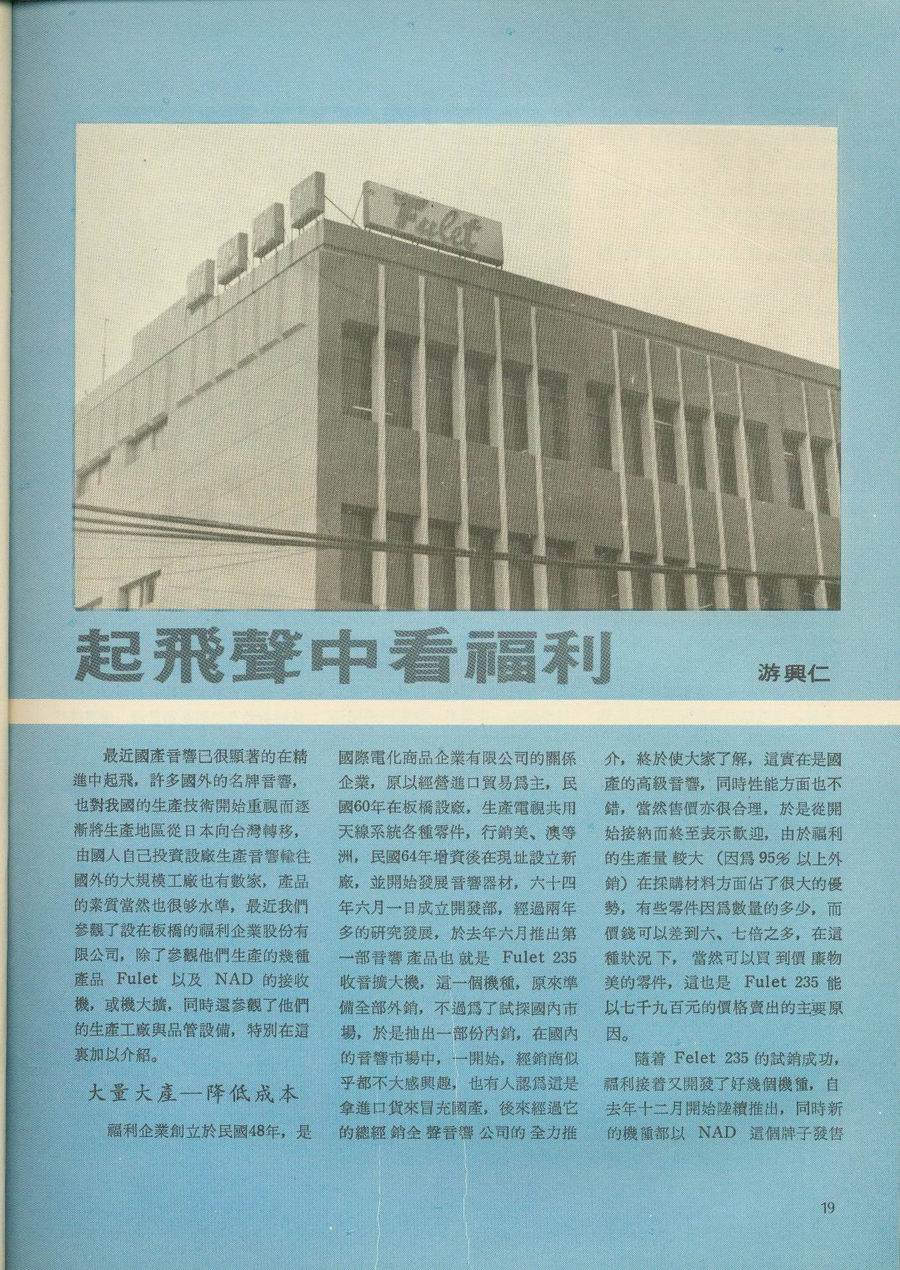 Fulet
起飛聲中看福利
游興仁
最近國產音響已很顯著的在精
進中起飛，許多國外的名牌音響，
也對我國的生產技術開始重視而逐
漸將生產地區從日本向台灣轉移，
由國人自己投資設廠生產音響輸往
國外的大規模工廠也有數家，產品
的素質當然也很够水準，最近我們
參觀了設在板橋的福利企業股份有
限公司，除了參觀他們生產的幾種
產品 Fulet 以及 NAD 的接收
機，或機大擴，同時還參觀了他們
的生產工廠與品管設備，特別在這
裏加以介紹。
大量大產—降低成本
福利企業創立於民國48年，是
國際電化商品企業有限公司的關係
企業，原以經營進口貿易爲主，民
國60年在板橋設廠，生產電視共用
天線系統各種零件，行銷美、澳等
洲，民國64年增資後在現址設立新
廠，並開始發展音響器材，六十四
年六月一日成立開發部，經過兩年
多的研究發展，於去年六月推出第
一部音響產品也就是 Fulet 235
收音擴大機，這一個機種，原來準
備全部外銷，不過爲了試探國內市
場，於是抽出一部份內銷，在國內
的音響市場中，一開始，經銷商似
乎都不大感興趣，也有人認爲這是
拿進口貨來冒充國產，後來經過它
的總經銷全聲音響公司的全力推
介，終於使大家了解，這實在是國
產的高級音響，同時性能方面也不
錯，當然售價亦很合理，於是從開
始接納而終至表示歡迎，由於福利
的生產量較大（因爲95%以上外
銷）在採購材料方面佔了很大的優
勢，有些零件因爲數量的多少，而
價錢可以差到六、七倍之多，在這
種狀況下，當然可以買到價廉物
美的零件，這也是 Fulet 235 能
以七千九百元的價格賣出的主要原
因。
隨着 Felet 235 的試銷成功，
福利接着又開發了好幾個機種，自
去年十二月開始陸續推出，同時新
的機種都以 NAD 這個牌子發售
19